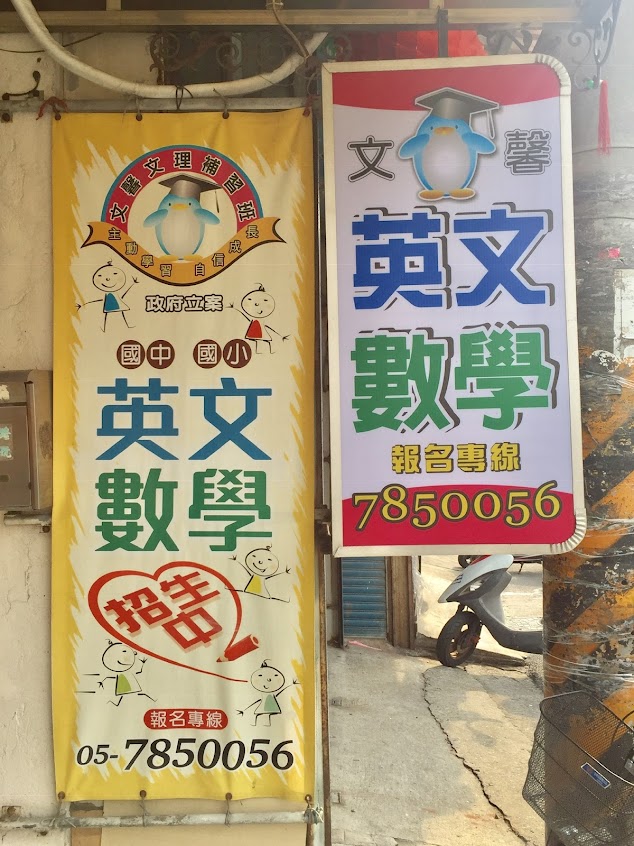 文馨文理補習班
主動學習 自信成長
政府立案
國中 國小
英文
數學
招生中
報名專線
05-7850056
文馨
英文
數學
報名專線
7850056